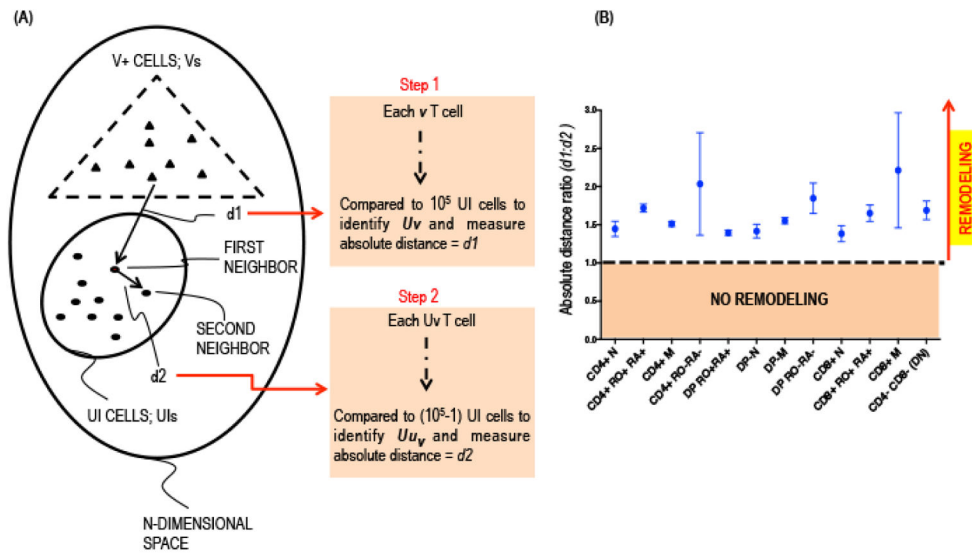 (A)
V+ CELLS; Vs
d1
FIRST
NEIGHBOR
SECOND
NEIGHBOR
d2
UI CELLS; UIs
N-DIMENSIONAL
SPACE
Step 1
Each v T cell
Compared to 10⁵ UI cells to
identify Uv and measure
absolute distance = d1
Step 2
Each Uv T cell
Compared to (10⁵-1) UI cells to
identify Uuᵥ and measure
absolute distance = d2
(B)
Absolute distance ratio (d1:d2)
3.0
2.5
2.0
1.5
1.0
0.5
0.0
NO REMODELING
REMODELING
CD4+ N
CD4+ RO+ RA+
CD4+ M
CD4+ RO-RA-
DP RO+RA+
DP-N
DP-M
DP RO-RA-
CD8+ N
CD8+ RO+ RA+
CD8+ M
CD4- CD8- (DN)